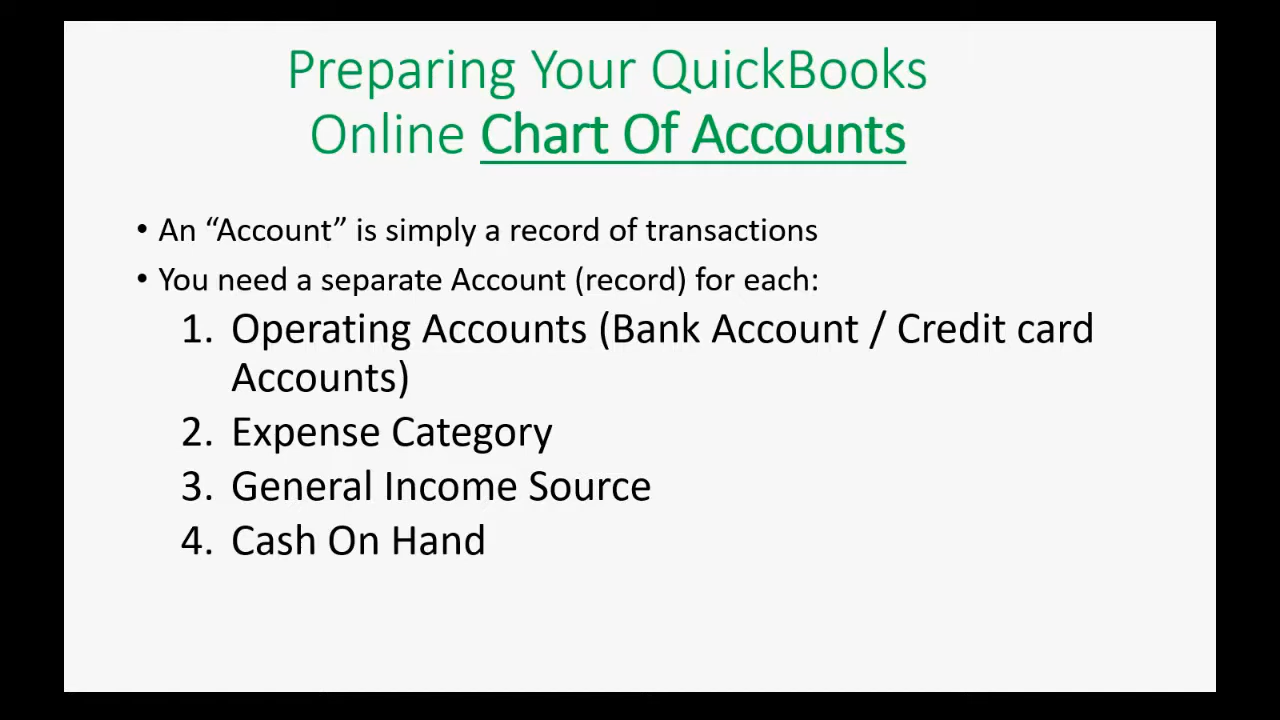 Preparing Your QuickBooks
Online Chart Of Accounts
• An “Account” is simply a record of transactions
• You need a separate Account (record) for each:
1. Operating Accounts (Bank Account / Credit card
Accounts)
2. Expense Category
3. General Income Source
4. Cash On Hand